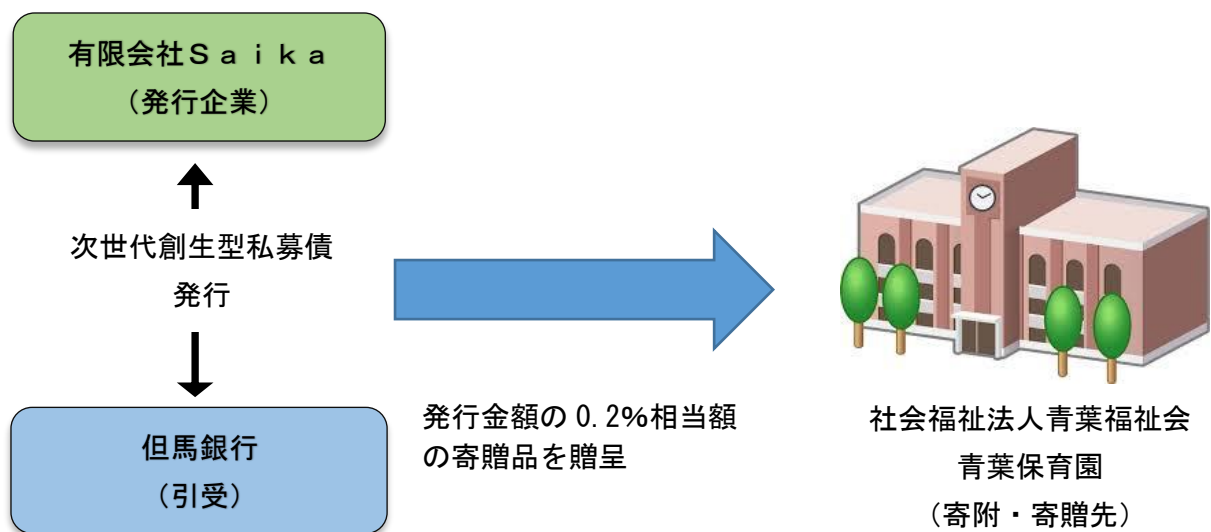 有限会社Ｓａｉｋａ
（発行企業）
次世代創生型私募債
発行
但馬銀行
（引受）
発行金額の 0.2%相当額
の寄贈品を贈呈
社会福祉法人青葉福祉会
青葉保育園
（寄附・寄贈先）